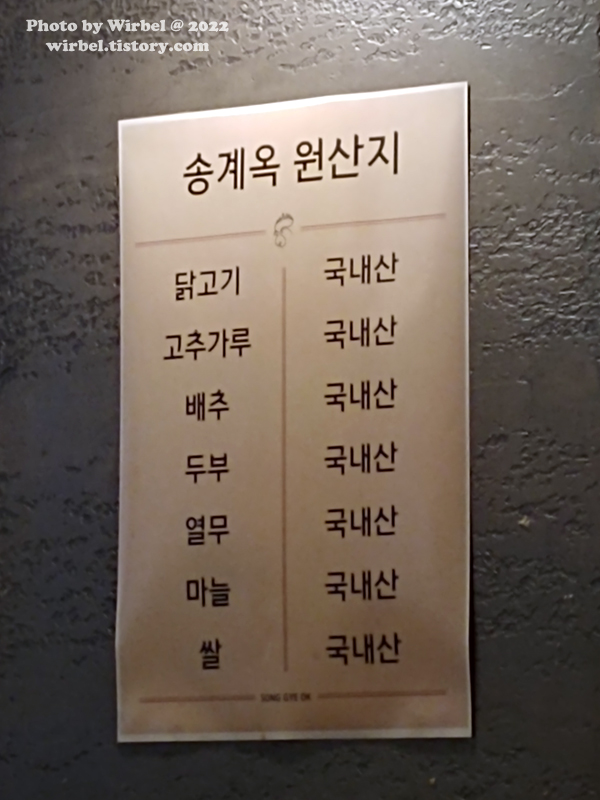 Photo by Wirbel @ 2022
wirbel.tistory.com
송계옥 원산지
닭고기 국내산
고추가루 국내산
배추 국내산
두부 국내산
열무 국내산
마늘 국내산
쌀 국내산
SONG GYE OK